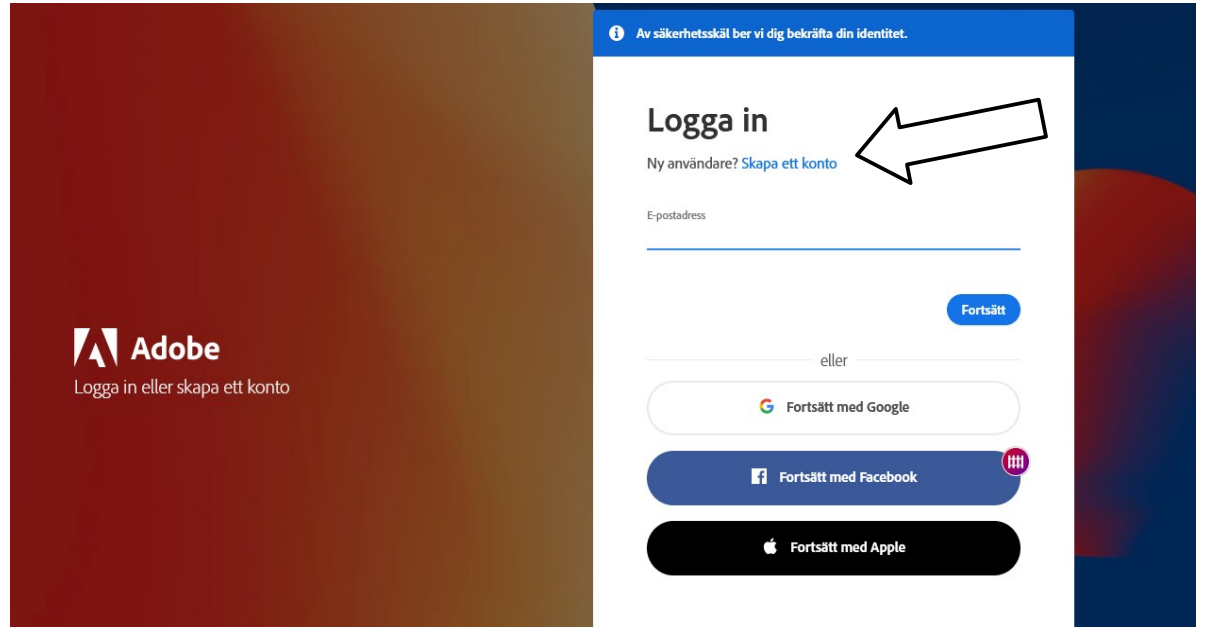 Av säkerhetsskäl ber vi dig bekräfta din identitet.
Logga in
Ny användare? Skapa ett konto
E-postadress
Fortsätt
Adobe
Logga in eller skapa ett konto
eller
Fortsätt med Google
Fortsätt med Facebook
Fortsätt med Apple